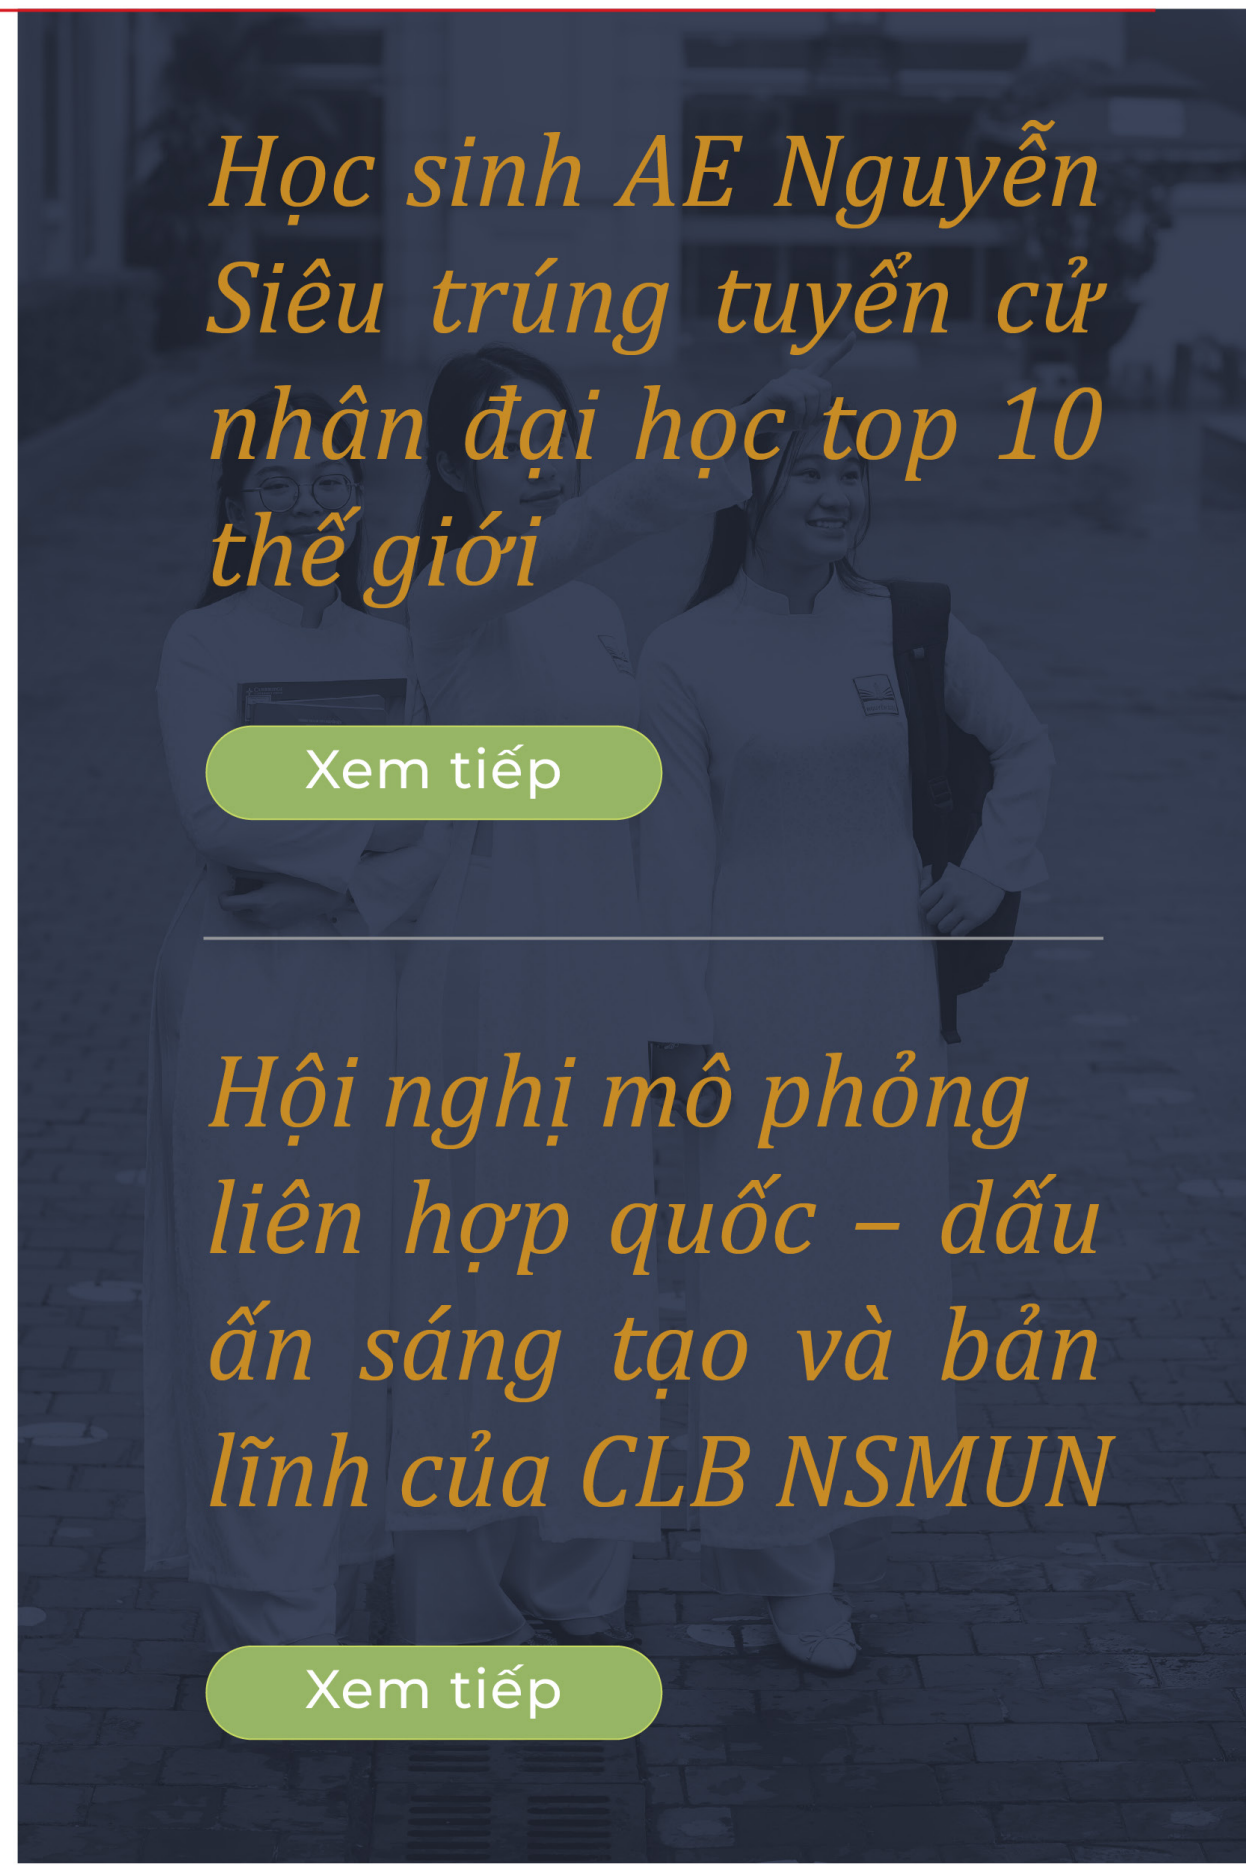 Học sinh AE Nguyễn
Siêu trúng tuyển cử
nhân đại học top 10
thế giới
Xem tiếp
Hội nghị mô phỏng
liên hợp quốc – dấu
ấn sáng tạo và bản
lĩnh của CLB NSMUN
Xem tiếp